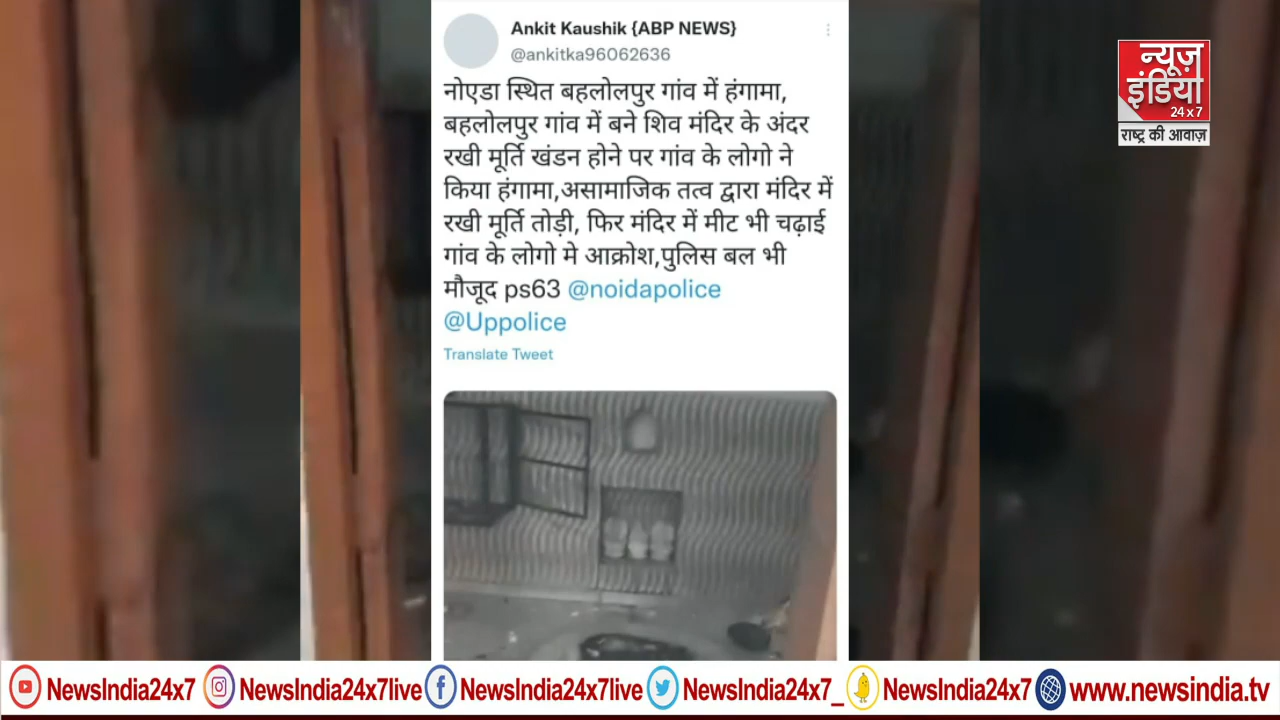 Ankit Kaushik {ABP NEWS}
@ankitka96062636
नोएडा स्थित बहलोलपुर गांव में हंगामा,
बहलोलपुर गांव में बने शिव मंदिर के अंदर
रखी मूर्ति खंडन होने पर गांव के लोगो ने
किया हंगामा,असामाजिक तत्व द्वारा मंदिर में
रखी मूर्ति तोड़ी, फिर मंदिर में मीट भी चढ़ाई
गांव के लोगो मे आक्रोश,पुलिस बल भी
मौजूद ps63 @noidapolice
@Uppolice
Translate Tweet
न्यूज़
इंडिया
24x7
राष्ट्र की आवाज़
NewsIndia24x7
NewsIndia24x7live
NewsIndia24x7live
NewsIndia24x7_
NewsIndia24x7
www.newsindia.tv